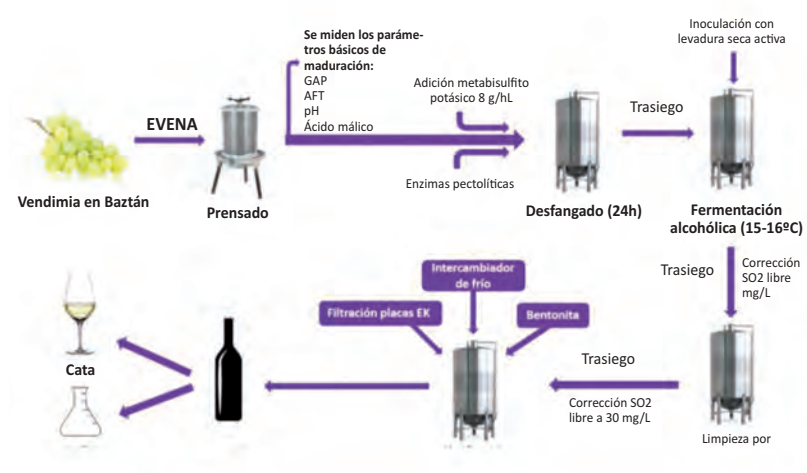 Se miden los paráme-
tros básicos de
maduración:
GAP
AFT
pH
Ácido málico
Inoculación con
levadura seca activa
Adición metabisulfito
potásico 8 g/hL
Trasiego
EVENA
Enzimas pectolíticas
Vendimia en Baztán
Prensado
Desfangado (24h)
Fermentación
alcohólica (15-16ºC)
Trasiego
Corrección
SO2 libre
mg/L
Intercambiador
de frío
Filtración placas EK
Bentonita
Trasiego
Corrección SO2
libre a 30 mg/L
Cata
Limpieza por